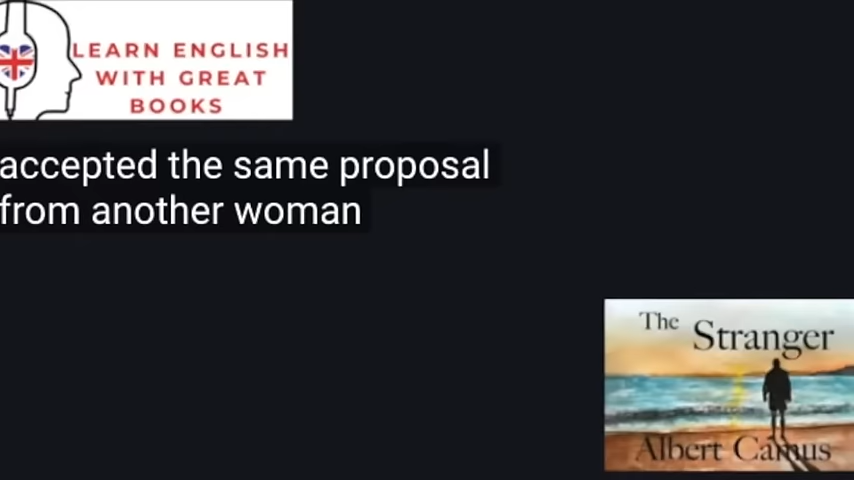 LEARN ENGLISH
WITH GREAT
BOOKS
accepted the same proposal
from another woman
The Stranger
Albert Camus